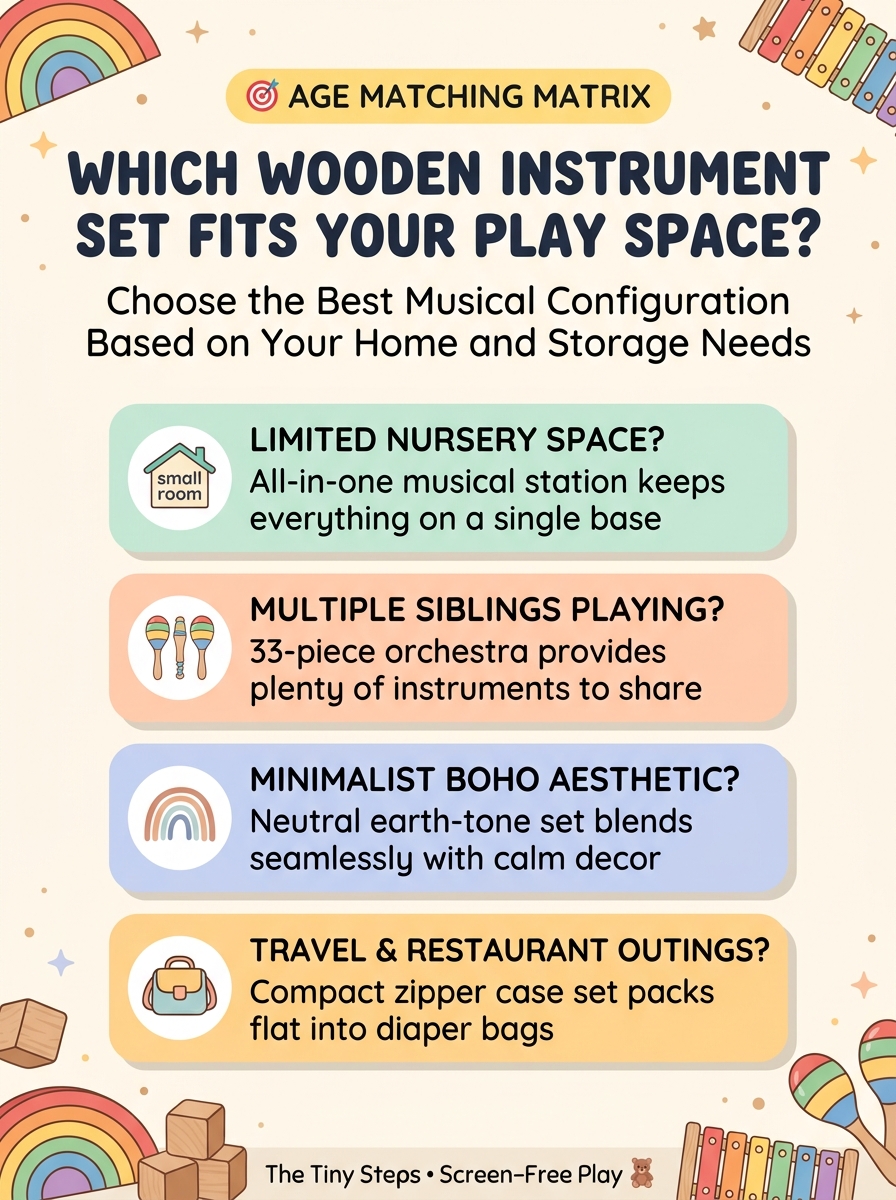 🎯 AGE MATCHING MATRIX
WHICH WOODEN INSTRUMENT
SET FITS YOUR PLAY SPACE?
Choose the Best Musical Configuration
Based on Your Home and Storage Needs
small
room
LIMITED NURSERY SPACE?
All-in-one musical station keeps
everything on a single base
MULTIPLE SIBLINGS PLAYING?
33-piece orchestra provides
plenty of instruments to share
MINIMALIST BOHO AESTHETIC?
Neutral earth-tone set blends
seamlessly with calm decor
TRAVEL & RESTAURANT OUTINGS?
Compact zipper case set packs
flat into diaper bags
The Tiny Steps • Screen-Free Play 🧸